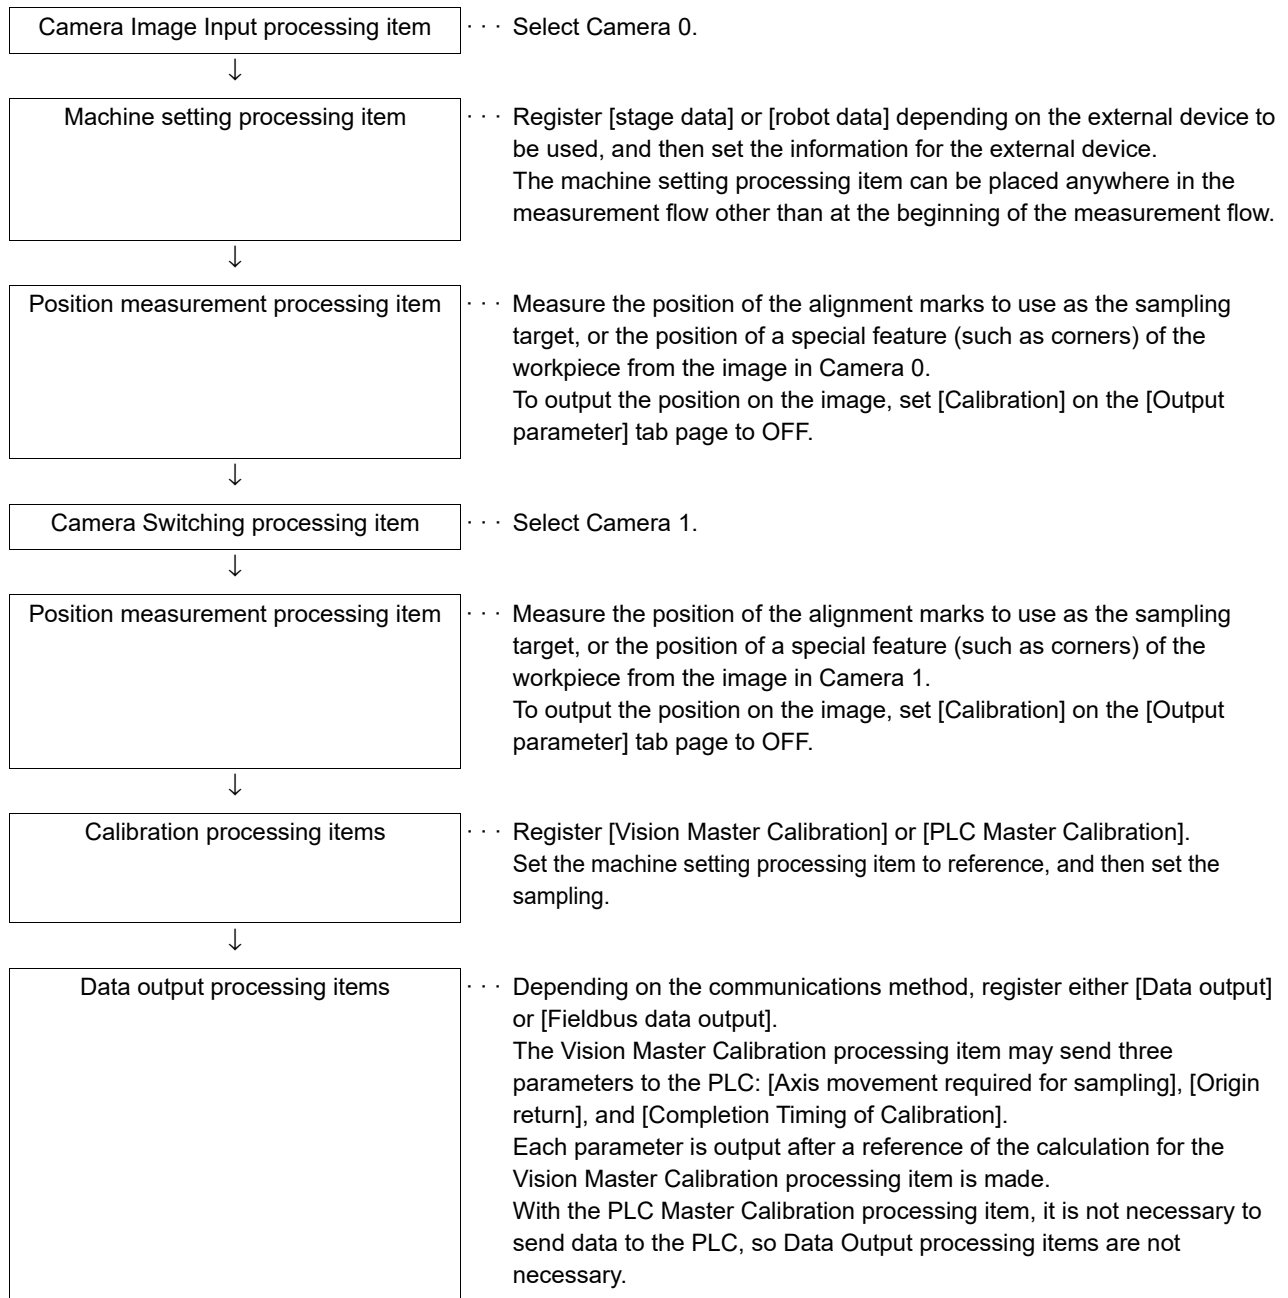 Camera Image Input processing item · · · Select Camera 0.
↓
Machine setting processing item · · · Register [stage data] or [robot data] depending on the external device to
be used, and then set the information for the external device.
The machine setting processing item can be placed anywhere in the
measurement flow other than at the beginning of the measurement flow.
↓
Position measurement processing item · · · Measure the position of the alignment marks to use as the sampling
target, or the position of a special feature (such as corners) of the
workpiece from the image in Camera 0.
To output the position on the image, set [Calibration] on the [Output
parameter] tab page to OFF.
↓
Camera Switching processing item · · · Select Camera 1.
↓
Position measurement processing item · · · Measure the position of the alignment marks to use as the sampling
target, or the position of a special feature (such as corners) of the
workpiece from the image in Camera 1.
To output the position on the image, set [Calibration] on the [Output
parameter] tab page to OFF.
↓
Calibration processing items · · · Register [Vision Master Calibration] or [PLC Master Calibration].
Set the machine setting processing item to reference, and then set the
sampling.
↓
Data output processing items · · · Depending on the communications method, register either [Data output]
or [Fieldbus data output].
The Vision Master Calibration processing item may send three
parameters to the PLC: [Axis movement required for sampling], [Origin
return], and [Completion Timing of Calibration].
Each parameter is output after a reference of the calculation for the
Vision Master Calibration processing item is made.
With the PLC Master Calibration processing item, it is not necessary to
send data to the PLC, so Data Output processing items are not
necessary.